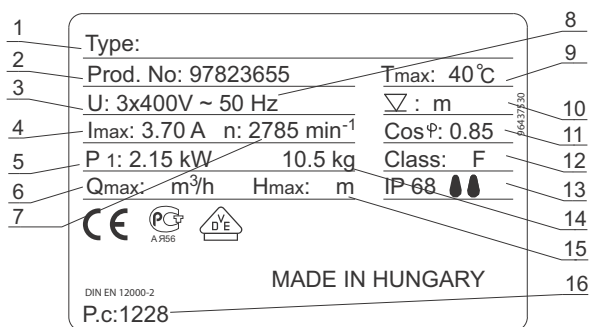 1
Type:
2
Prod. No: 97823655
Tmax: 40°C
3
U: 3x400V ~ 50 Hz
: m
4
Imax: 3.70 A n: 2785 min-1
Cosφ: 0.85
5
P 1: 2.15 kW 10.5 kg
Class: F
6
Qmax: m³/h Hmax: m
IP 68
7
8
9
10
11
12
13
14
15
16
96437530
CE
PCT
АЯ56
VDE
MADE IN HUNGARY
DIN EN 12000-2
P.c:1228